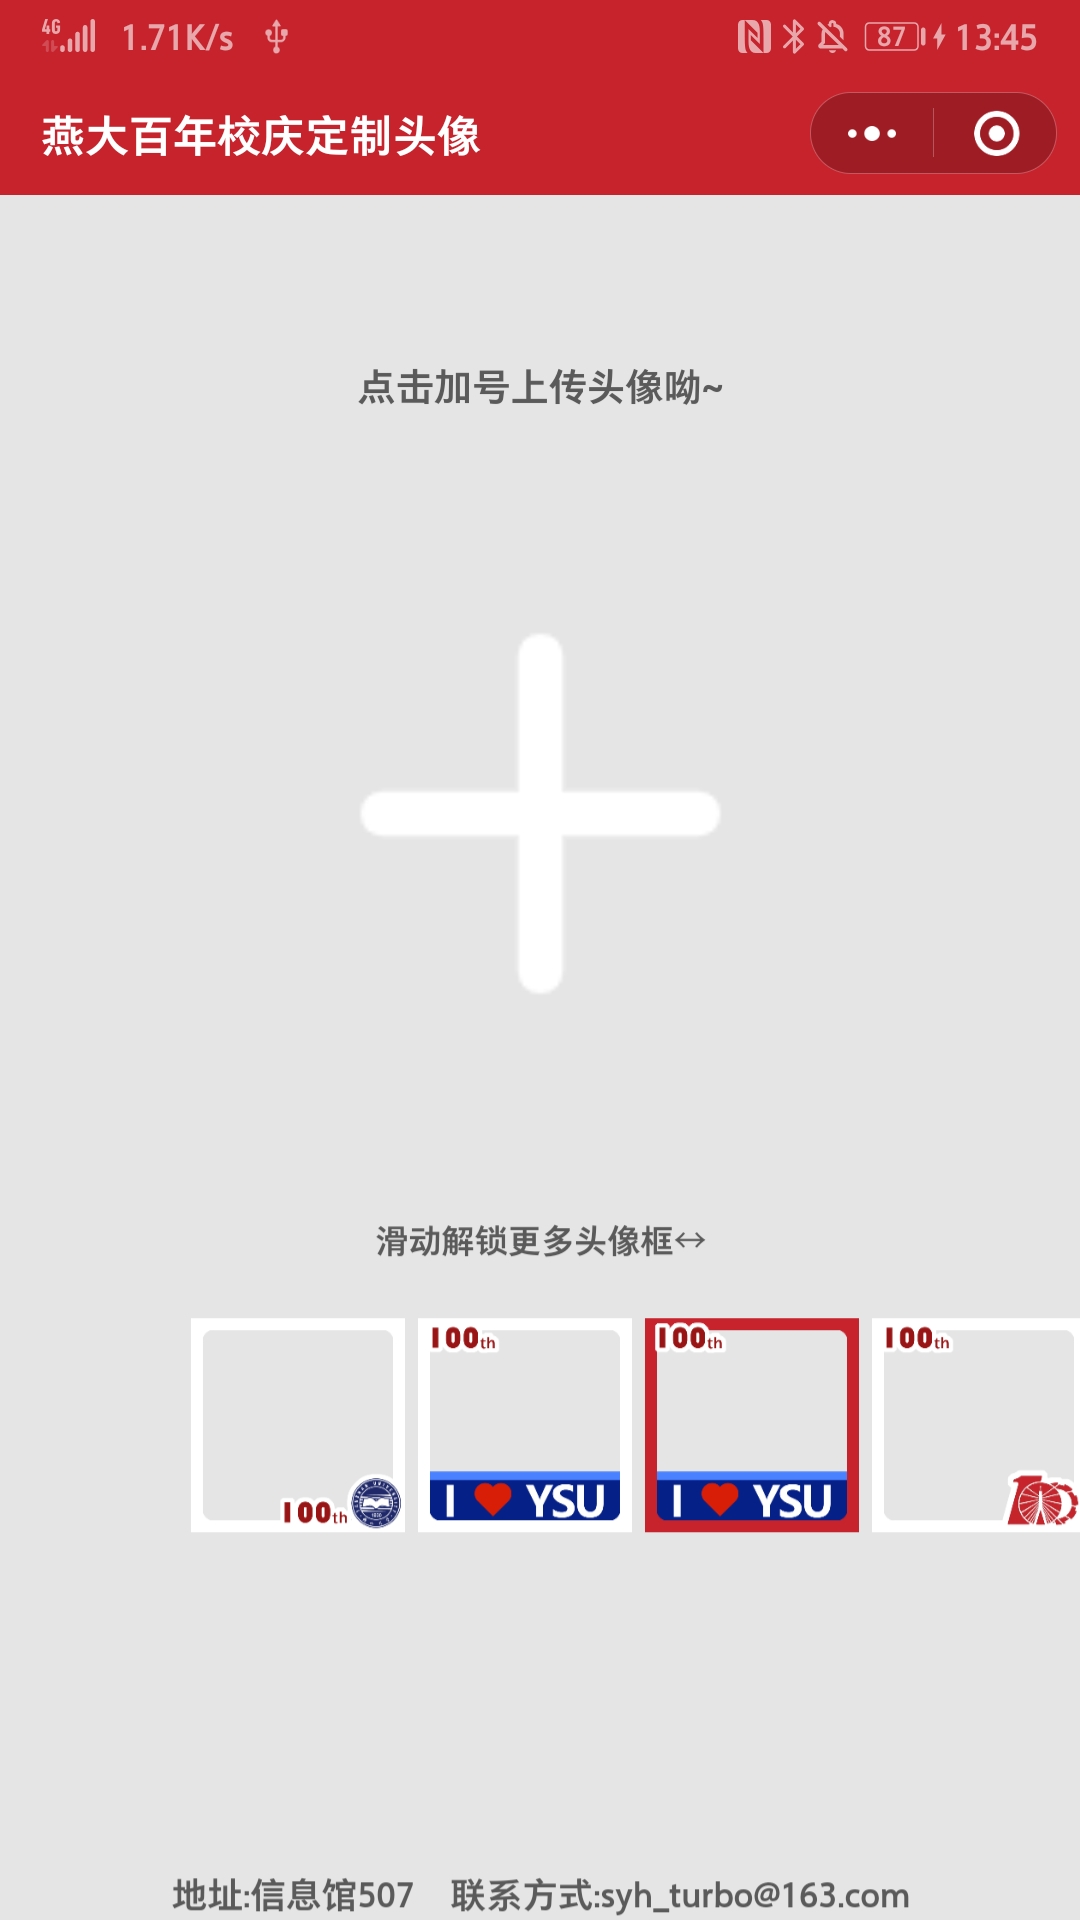 4G 1.71K/s 87 13:45
燕大百年校庆定制头像
点击加号上传头像呦~
滑动解锁更多头像框↔
100th
100th
100th
100th
I ❤ YSU
I ❤ YSU
100
地址:信息馆507 联系方式:syh_turbo@163.com